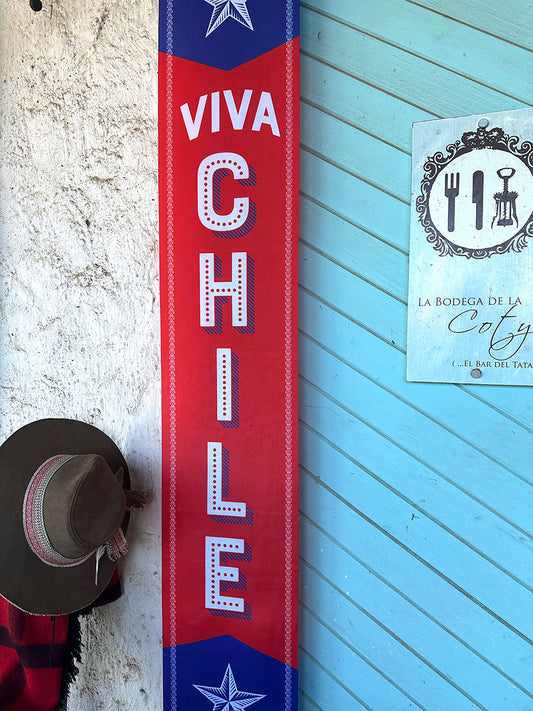 VIVA
CHILE
LA BODEGA DE LA
Coty
(...EL BAR DEL TATA